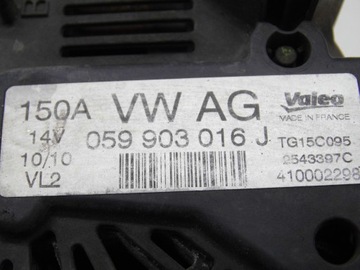 B
150A VW AG Valeo
14V 059 903 016 J MADE IN FRANCE
10/10 TG15C095
VL2 2543397C
410002298